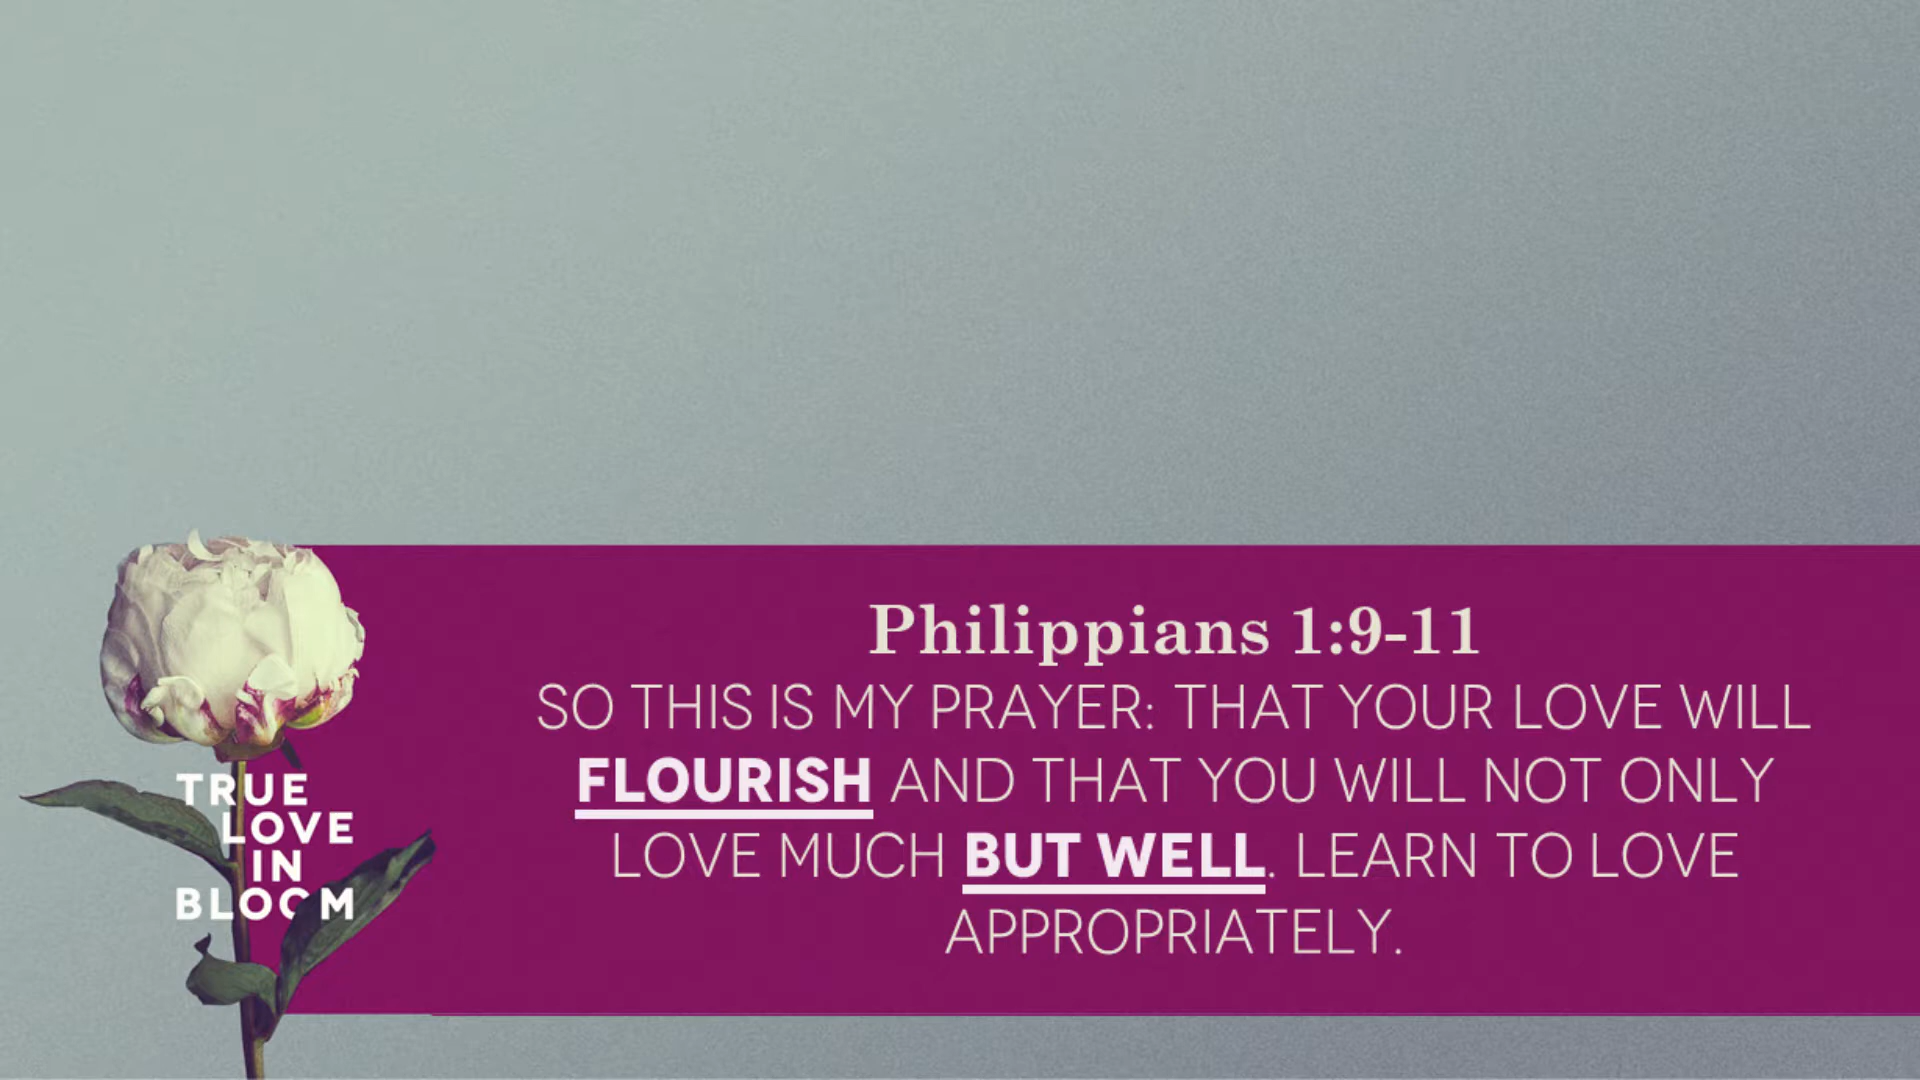 Philippians 1:9-11
SO THIS IS MY PRAYER: THAT YOUR LOVE WILL
FLOURISH AND THAT YOU WILL NOT ONLY
LOVE MUCH BUT WELL. LEARN TO LOVE
APPROPRIATELY.
TRUE
LOVE
IN
BLOOM